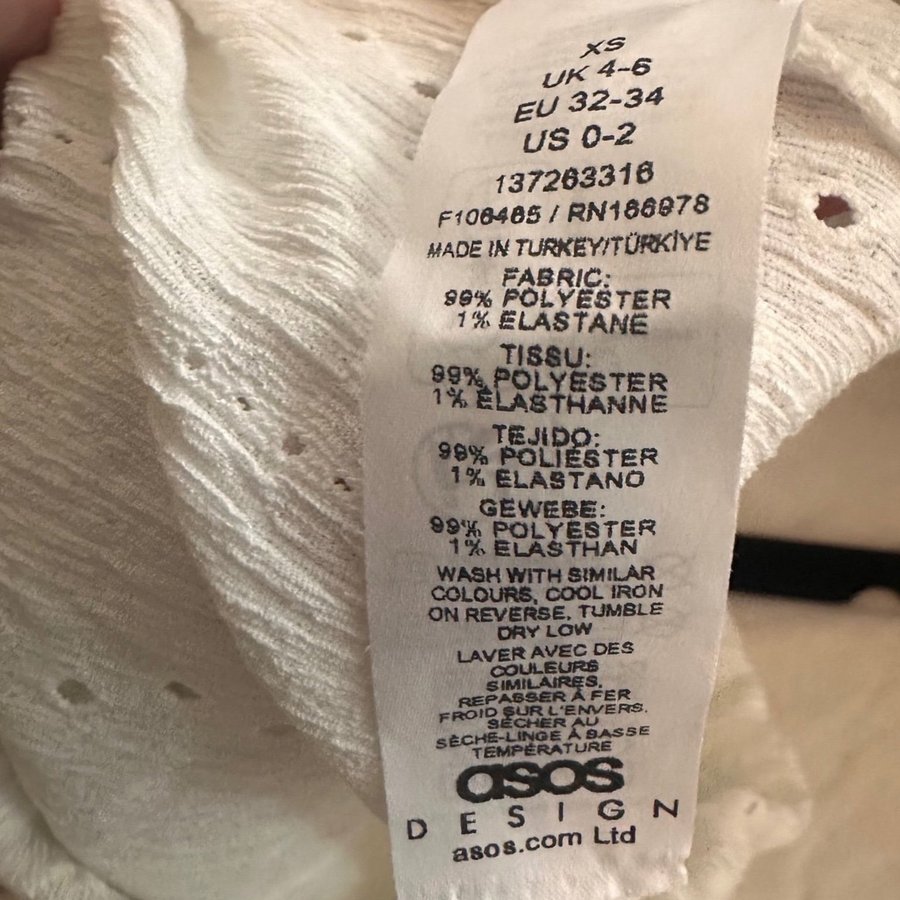 XS
UK 4-6
EU 32-34
US 0-2
137263316
F106465 / RN166978
MADE IN TURKEY/TÜRKİYE
FABRIC:
99% POLYESTER
1% ELASTANE
TISSU:
99% POLYESTER
1% ÉLASTHANNE
TEJIDO:
99% POLIÉSTER
1% ELASTANO
GEWEBE:
99% POLYESTER
1% ELASTHAN
WASH WITH SIMILAR
COLOURS, COOL IRON
ON REVERSE, TUMBLE
DRY LOW
LAVER AVEC DES
COULEURS
SIMILAIRES,
REPASSER À FER
FROID SUR L'ENVERS,
SÉCHER AU
SÈCHE-LINGE À BASSE
TEMPÉRATURE
asos
DESIGN
asos.com Ltd